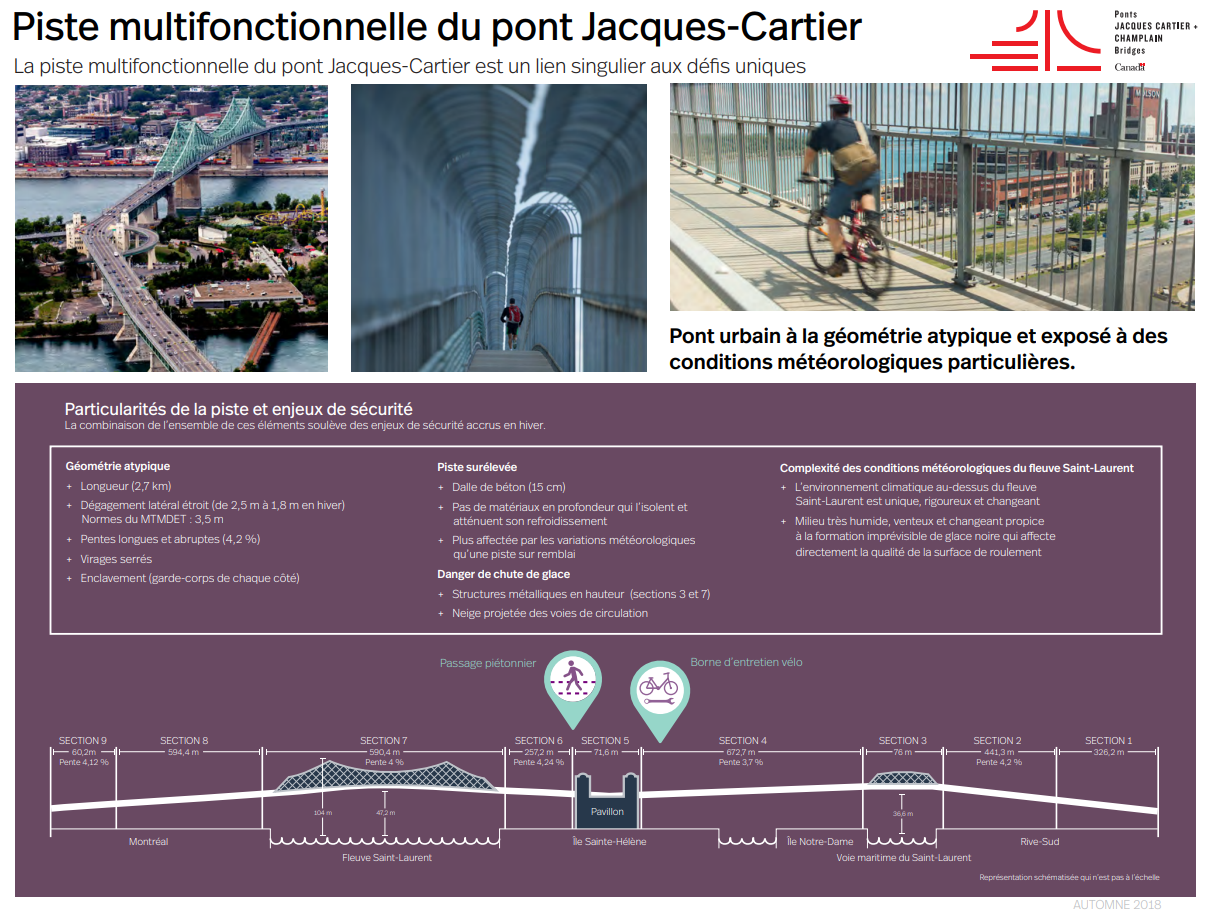 Piste multifonctionnelle du pont Jacques-Cartier
La piste multifonctionnelle du pont Jacques-Cartier est un lien singulier aux défis uniques
Ponts
JACQUES CARTIER +
CHAMPLAIN
Bridges
Canada
MOLSON
Pont urbain à la géométrie atypique et exposé à des
conditions météorologiques particulières.
Particularités de la piste et enjeux de sécurité
La combinaison de l'ensemble de ces éléments soulève des enjeux de sécurité accrus en hiver.
Géométrie atypique
+ Longueur (2,7 km)
+ Dégagement latéral étroit (de 2,5 m à 1,8 m en hiver)
Normes du MTMDET : 3,5 m
+ Pentes longues et abruptes (4,2 %)
+ Virages serrés
+ Enclavement (garde-corps de chaque côté)
Piste surélevée
+ Dalle de béton (15 cm)
+ Pas de matériaux en profondeur qui l'isolent et
atténuent son refroidissement
+ Plus affectée par les variations météorologiques
qu'une piste sur remblai
Danger de chute de glace
+ Structures métalliques en hauteur (sections 3 et 7)
+ Neige projetée des voies de circulation
Complexité des conditions météorologiques du fleuve Saint-Laurent
+ L'environnement climatique au-dessus du fleuve
Saint-Laurent est unique, rigoureux et changeant
+ Milieu très humide, venteux et changeant propice
à la formation imprévisible de glace noire qui affecte
directement la qualité de la surface de roulement
Passage piétonnier
Borne d'entretien vélo
SECTION 9
60,2m
Pente 4,12 %
SECTION 8
594,4 m
SECTION 7
590,4 m
Pente 4 %
SECTION 6
257,2 m
Pente 4,24 %
SECTION 5
71,6 m
SECTION 4
672,7 m
Pente 3,7 %
SECTION 3
76 m
SECTION 2
441,3 m
Pente 4,2 %
SECTION 1
326,2 m
104 m
47,2 m
Pavillon
36,6 m
Montréal
Fleuve Saint-Laurent
Île Sainte-Hélène
Île Notre-Dame
Voie maritime du Saint-Laurent
Rive-Sud
Représentation schématisée qui n'est pas à l'échelle
AUTOMNE 2018